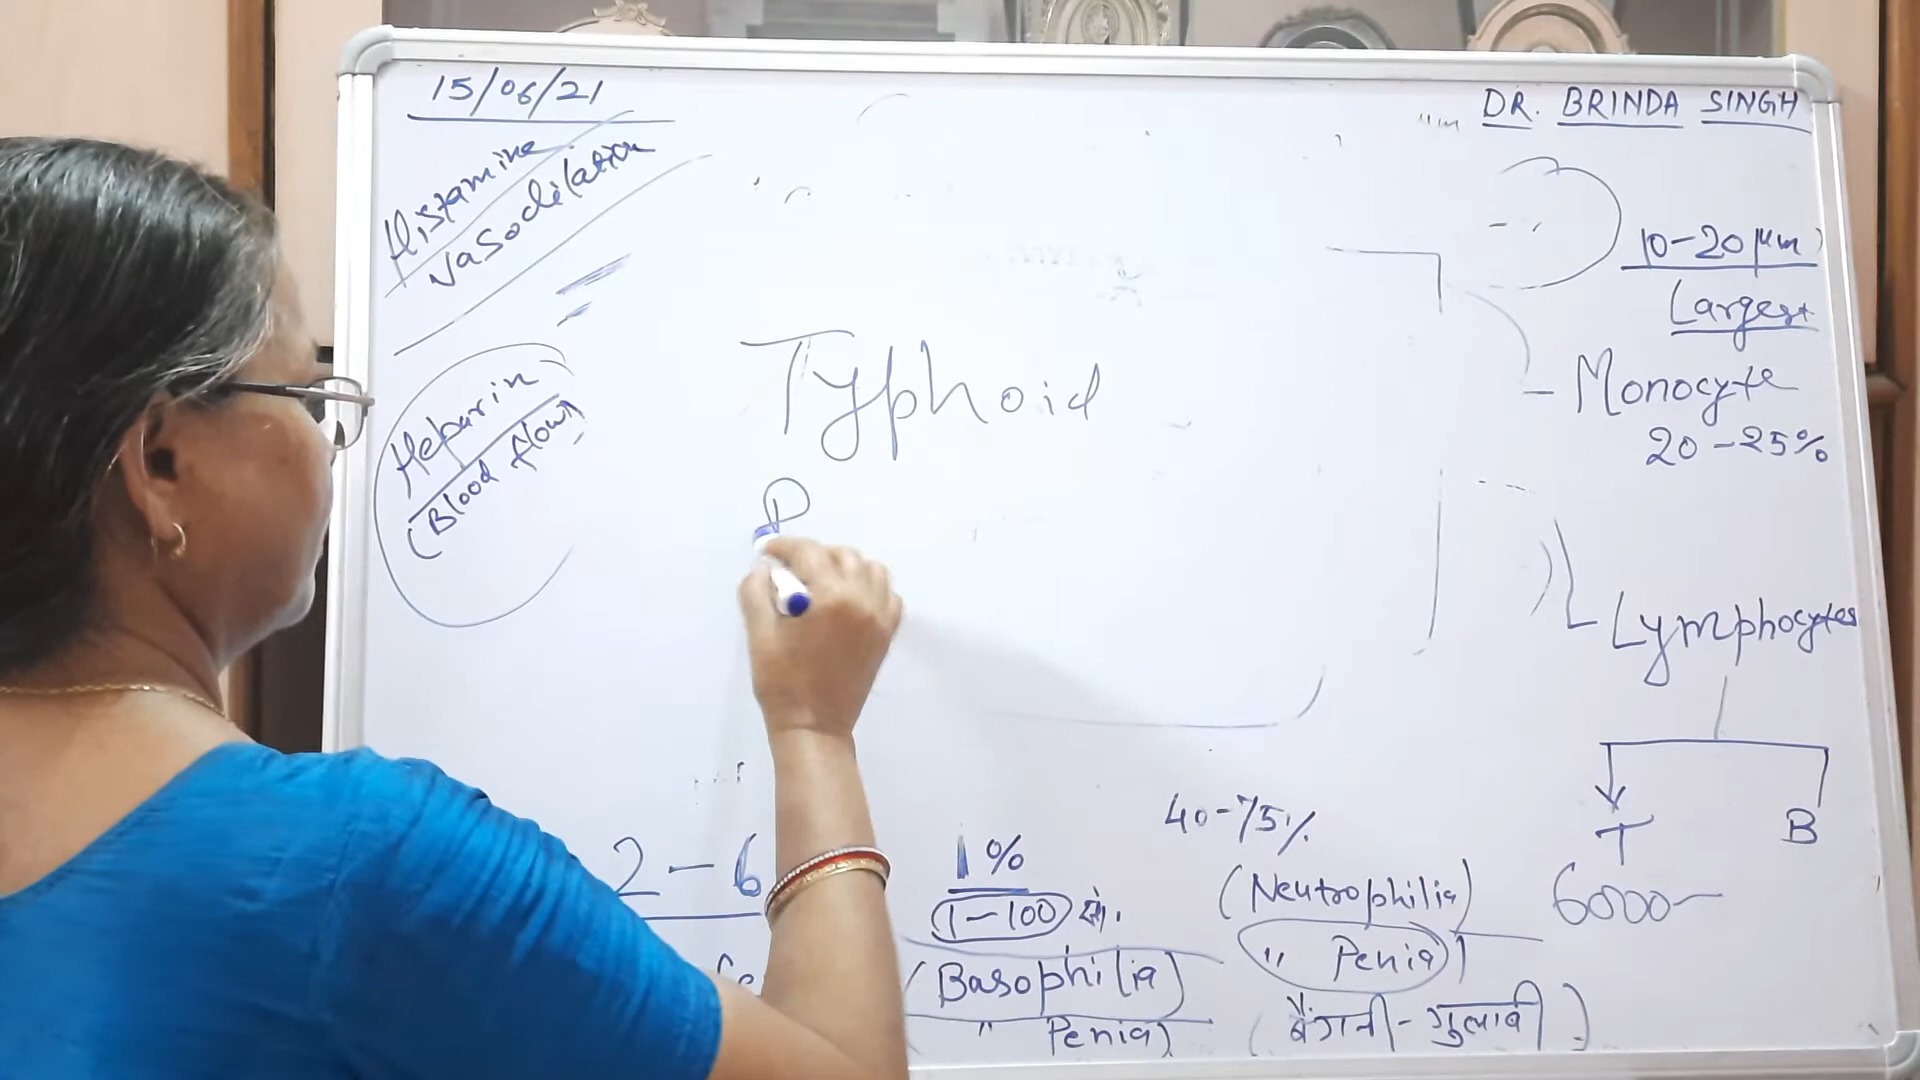 15/06/21
DR. BRINDA SINGH
Histamine
Vasodilation
10-20 µm)
Largest
Heparin
(Blood flow)
Typhoid
P
- Monocyte
20-25%
Lymphocytes
T B
6000-
40-75%
2-6
1%
(1-100) से.
(Neutrophilia)
" Penia)
(Basophilia)
" Penia)
(बैंगनी-गुलाबी)